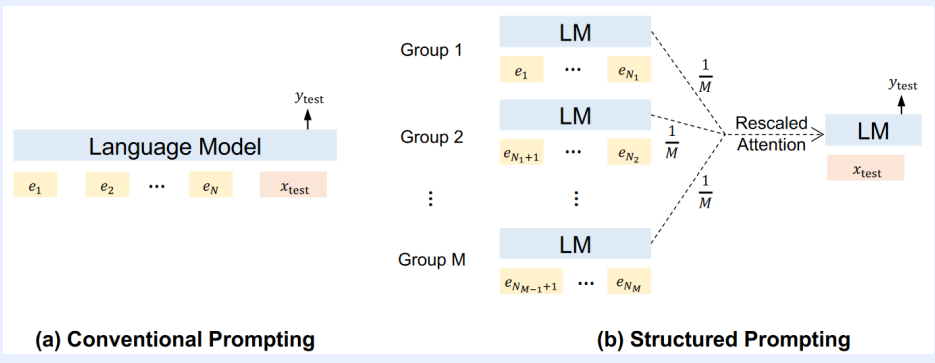 y_test
Language Model
e_1 e_2 ... e_N x_test
(a) Conventional Prompting
Group 1
LM
e_1 ... e_{N_1}
1/M
Group 2
LM
e_{N_1+1} ... e_{N_2}
1/M
⋮ ⋮
1/M
Group M
LM
e_{N_{M-1}+1} ... e_{N_M}
Rescaled
Attention
y_test
LM
x_test
(b) Structured Prompting